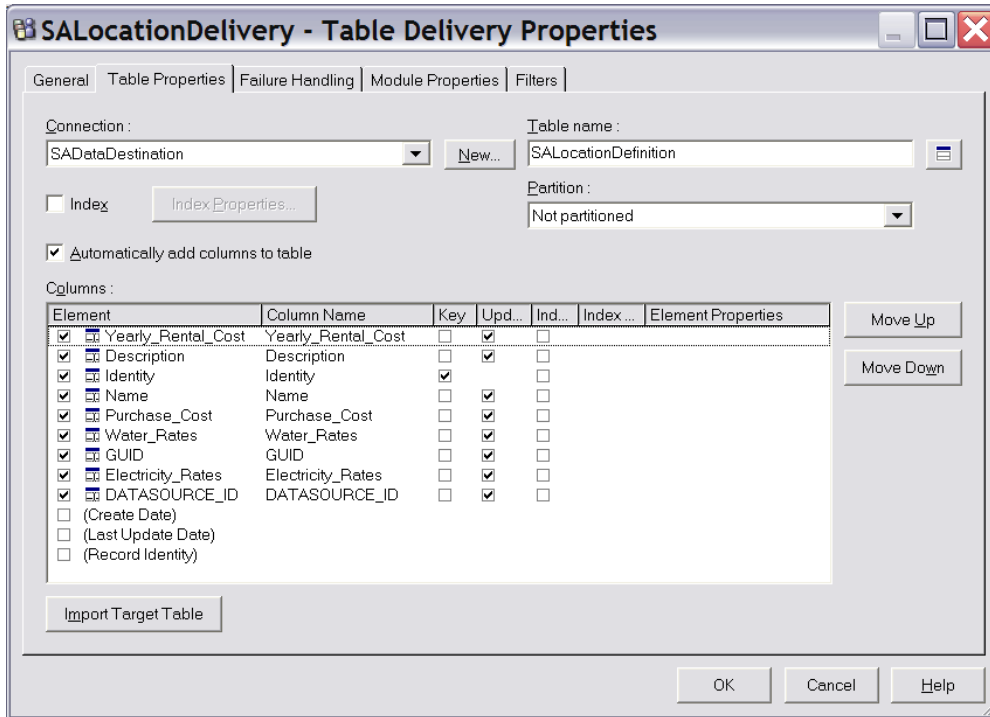 SALocationDelivery - Table Delivery Properties
General Table Properties Failure Handling Module Properties Filters
Connection : Table name :
SADataDestination New... SALocationDefinition
Partition :
Index Index Properties... Not partitioned
Automatically add columns to table
Columns :
Element Column Name Key Upd... Ind... Index ... Element Properties Move Up
Yearly_Rental_Cost Yearly_Rental_Cost
Description Description Move Down
Identity Identity
Name Name
Purchase_Cost Purchase_Cost
Water_Rates Water_Rates
GUID GUID
Electricity_Rates Electricity_Rates
DATASOURCE_ID DATASOURCE_ID
(Create Date)
(Last Update Date)
(Record Identity)
Import Target Table
OK Cancel Help